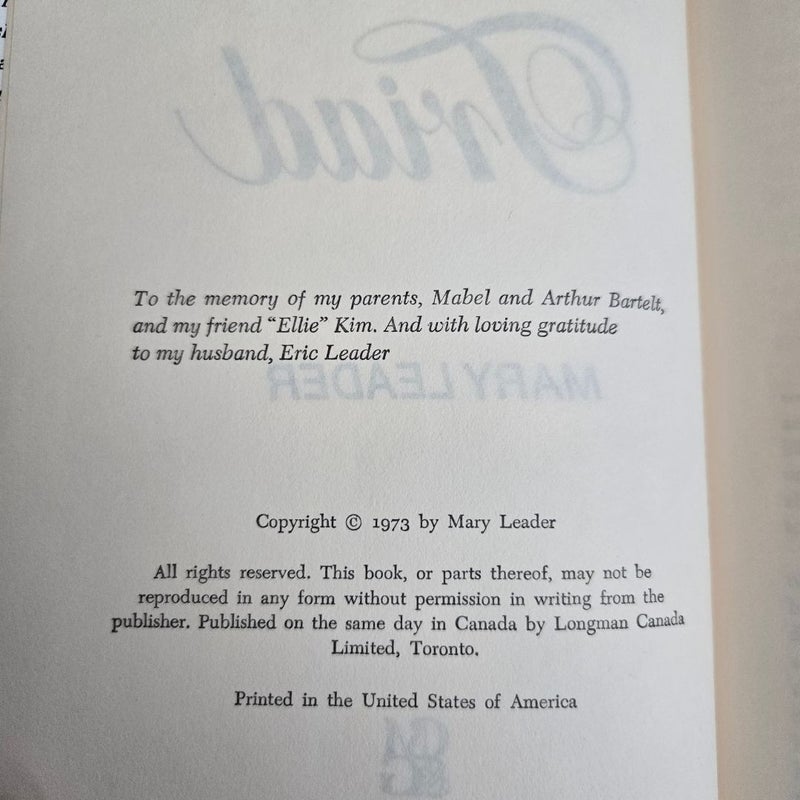 Triad
To the memory of my parents, Mabel and Arthur Bartelt,
and my friend “Ellie” Kim. And with loving gratitude
to my husband, Eric Leader
MARY LEADER
Copyright © 1973 by Mary Leader
All rights reserved. This book, or parts thereof, may not be
reproduced in any form without permission in writing from the
publisher. Published on the same day in Canada by Longman Canada
Limited, Toronto.
Printed in the United States of America